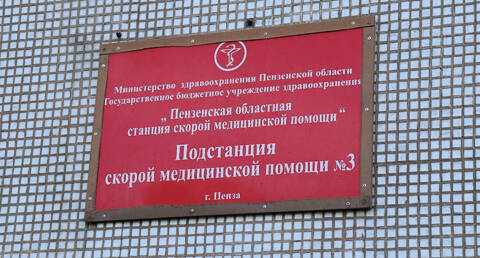 Министерство здравоохранения Пензенской области
Государственное бюджетное учреждение здравоохранения
„ Пензенская областная
станция скорой медицинской помощи “
Подстанция
скорой медицинской помощи №3
г. Пенза